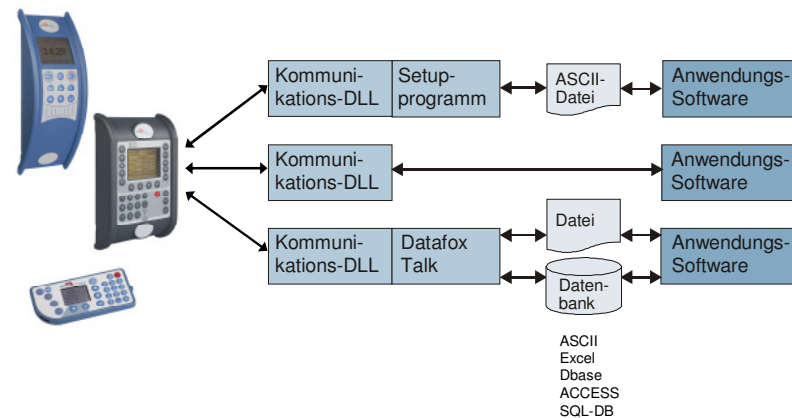 Kommuni-
kations-DLL
Setup-
programm
ASCII-
Datei
Anwendungs-
Software
Kommuni-
kations-DLL
Anwendungs-
Software
Kommuni-
kations-DLL
Datafox
Talk
Datei
Daten-
bank
Anwendungs-
Software
ASCII
Excel
Dbase
ACCESS
SQL-DB